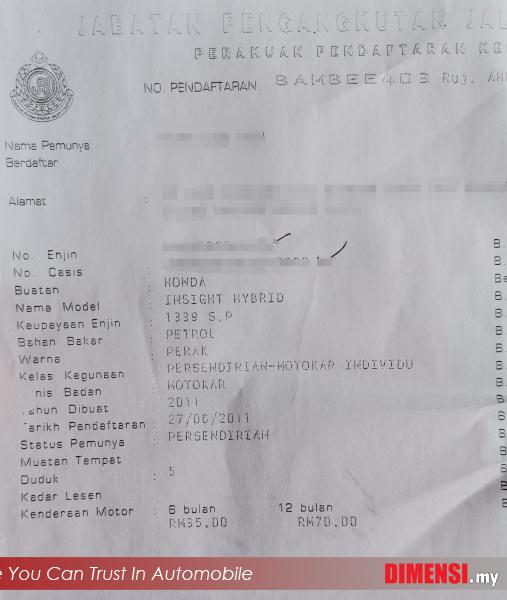 JABATAN PENGANGKUTAN JAL
PERAKUAN PENDAFTARAN KE
NO. PENDAFTARAN: BAMBEE403 Ruj. AK
Nama Pemunya
Berdaftar :
Alamat :
No. Enjin B.
No. Casis : B.
Buatan : HONDA Be
Nama Model : INSIGHT HYBRID B.
Keupayaan Enjin : 1339 S.P B.
Bahan Bakar : PETROL B.
Warna : PERAK B.
Kelas Kegunaan : PERSENDIRIAN-MOTOKAR INDIVIDU B.
nis Badan : MOTOKAR B.
ahun Dibuat : 2011 B
arikh Pendaftaran : 27/06/2011 B
Status Pemunya : PERSENDIRIAN B
Muatan Tempat B
Duduk : 5 B
Kadar Lesen B
Kenderaan Motor : 6 bulan 12 bulan B
RM35.00 RM70.00
e You Can Trust In Automobile
DIMENSI.my